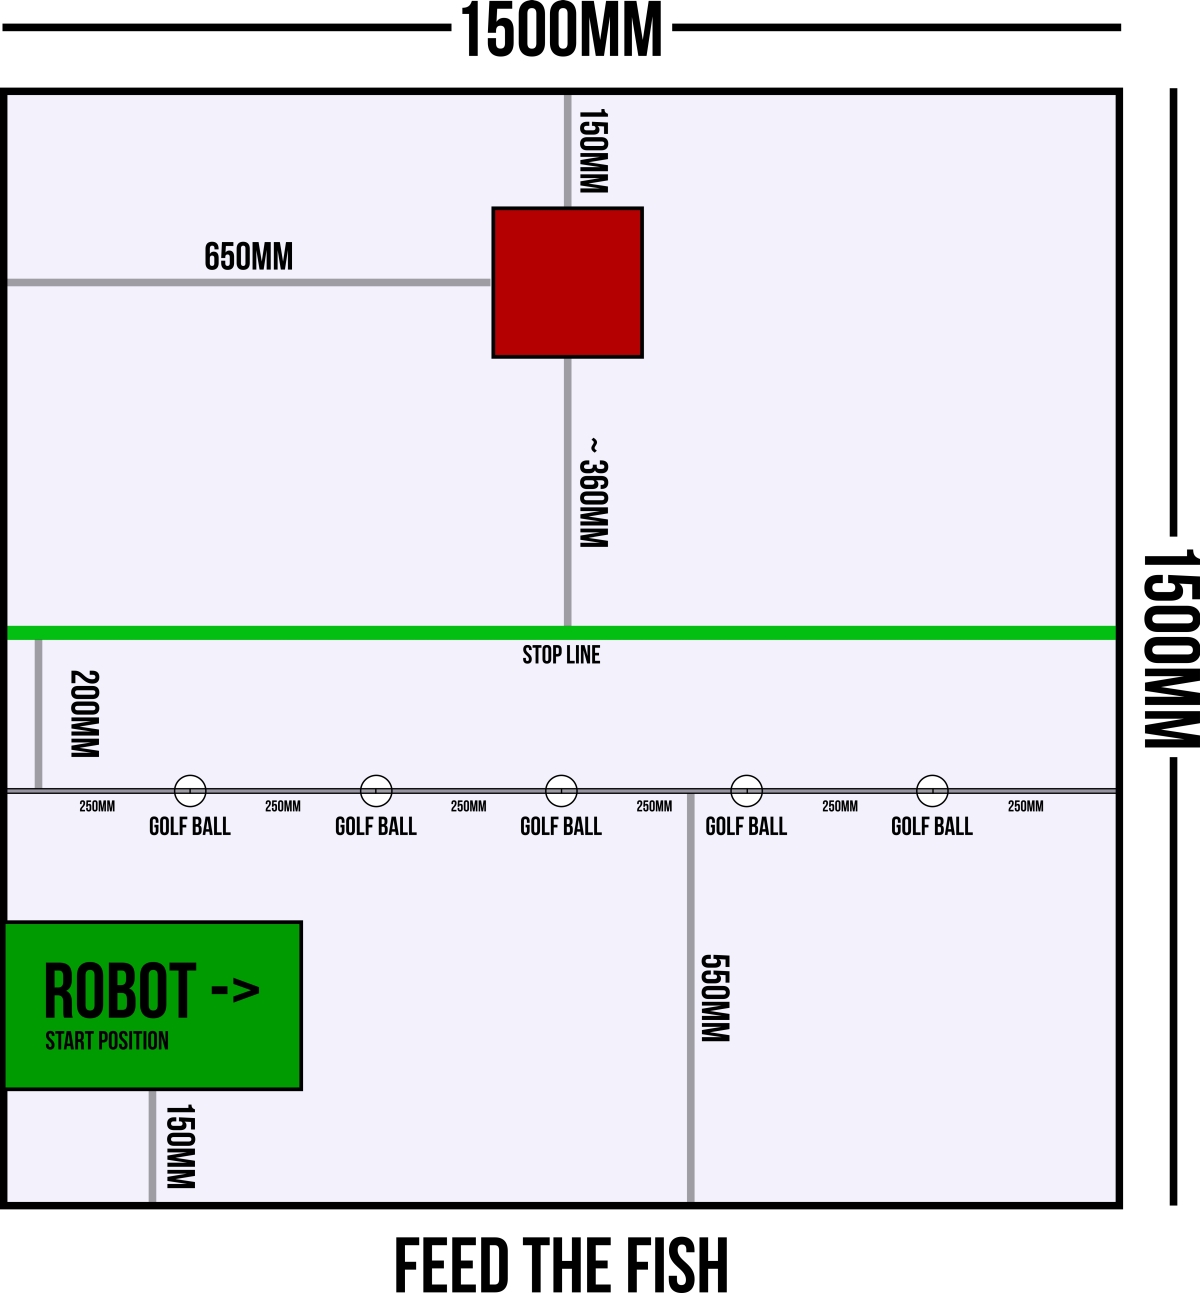 1500MM
150MM
650MM
~ 360MM
1500MM
STOP LINE
200MM
250MM
250MM
250MM
250MM
250MM
250MM
GOLF BALL
GOLF BALL
GOLF BALL
GOLF BALL
GOLF BALL
ROBOT ->
START POSITION
550MM
150MM
FEED THE FISH